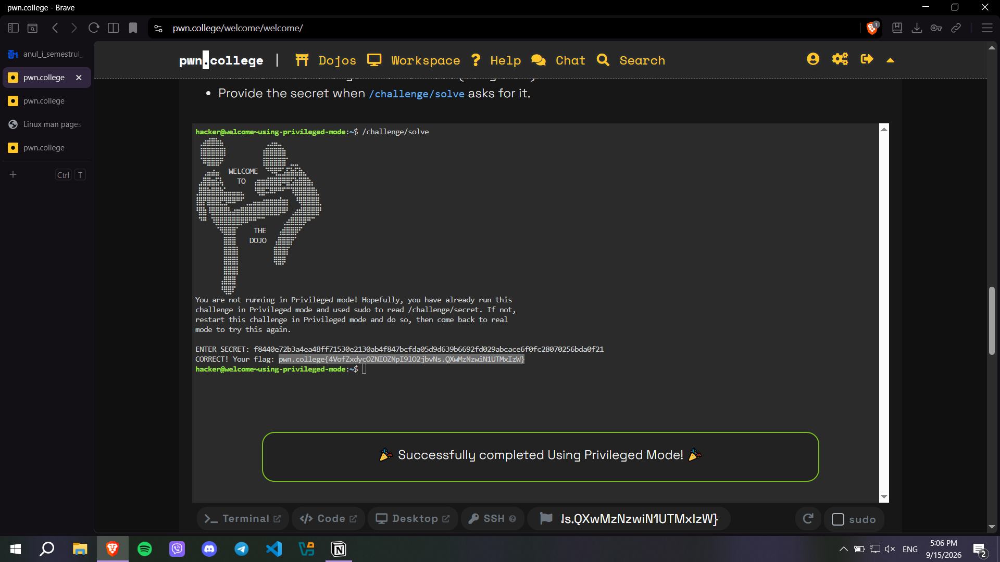 pwn.college - Brave
pwn.college/welcome/welcome/
1
anul_i_semestrul_
pwn.college
pwn.college
Linux man pages
pwn.college
Ctrl T
pwn.college
Dojos
Workspace
Help
Chat
Search
Provide the secret when /challenge/solve asks for it.
hacker@welcome~using-privileged-mode:~$ /challenge/solve
WELCOME
TO
THE
DOJO
You are not running in Privileged mode! Hopefully, you have already run this
challenge in Privileged mode and used sudo to read /challenge/secret. If not,
restart this challenge in Privileged mode and do so, then come back to real
mode to try this again.
ENTER SECRET: f8440e72b3a4ea48ff71530e2130ab4f847bcfda05d9d639b6692fd029abcace6f0fc28070256bda0f21
CORRECT! Your flag: pwn.college{4VofZxdycOZNIOZNpI9lO2jbvNs.QXwMzNzwiN1UTMxIzW}
hacker@welcome~using-privileged-mode:~$
Successfully completed Using Privileged Mode!
Terminal
Code
Desktop
SSH
Js.QXwMzNzwiN1UTMxIzW}
sudo
ENG
5:06 PM
9/15/2026
2